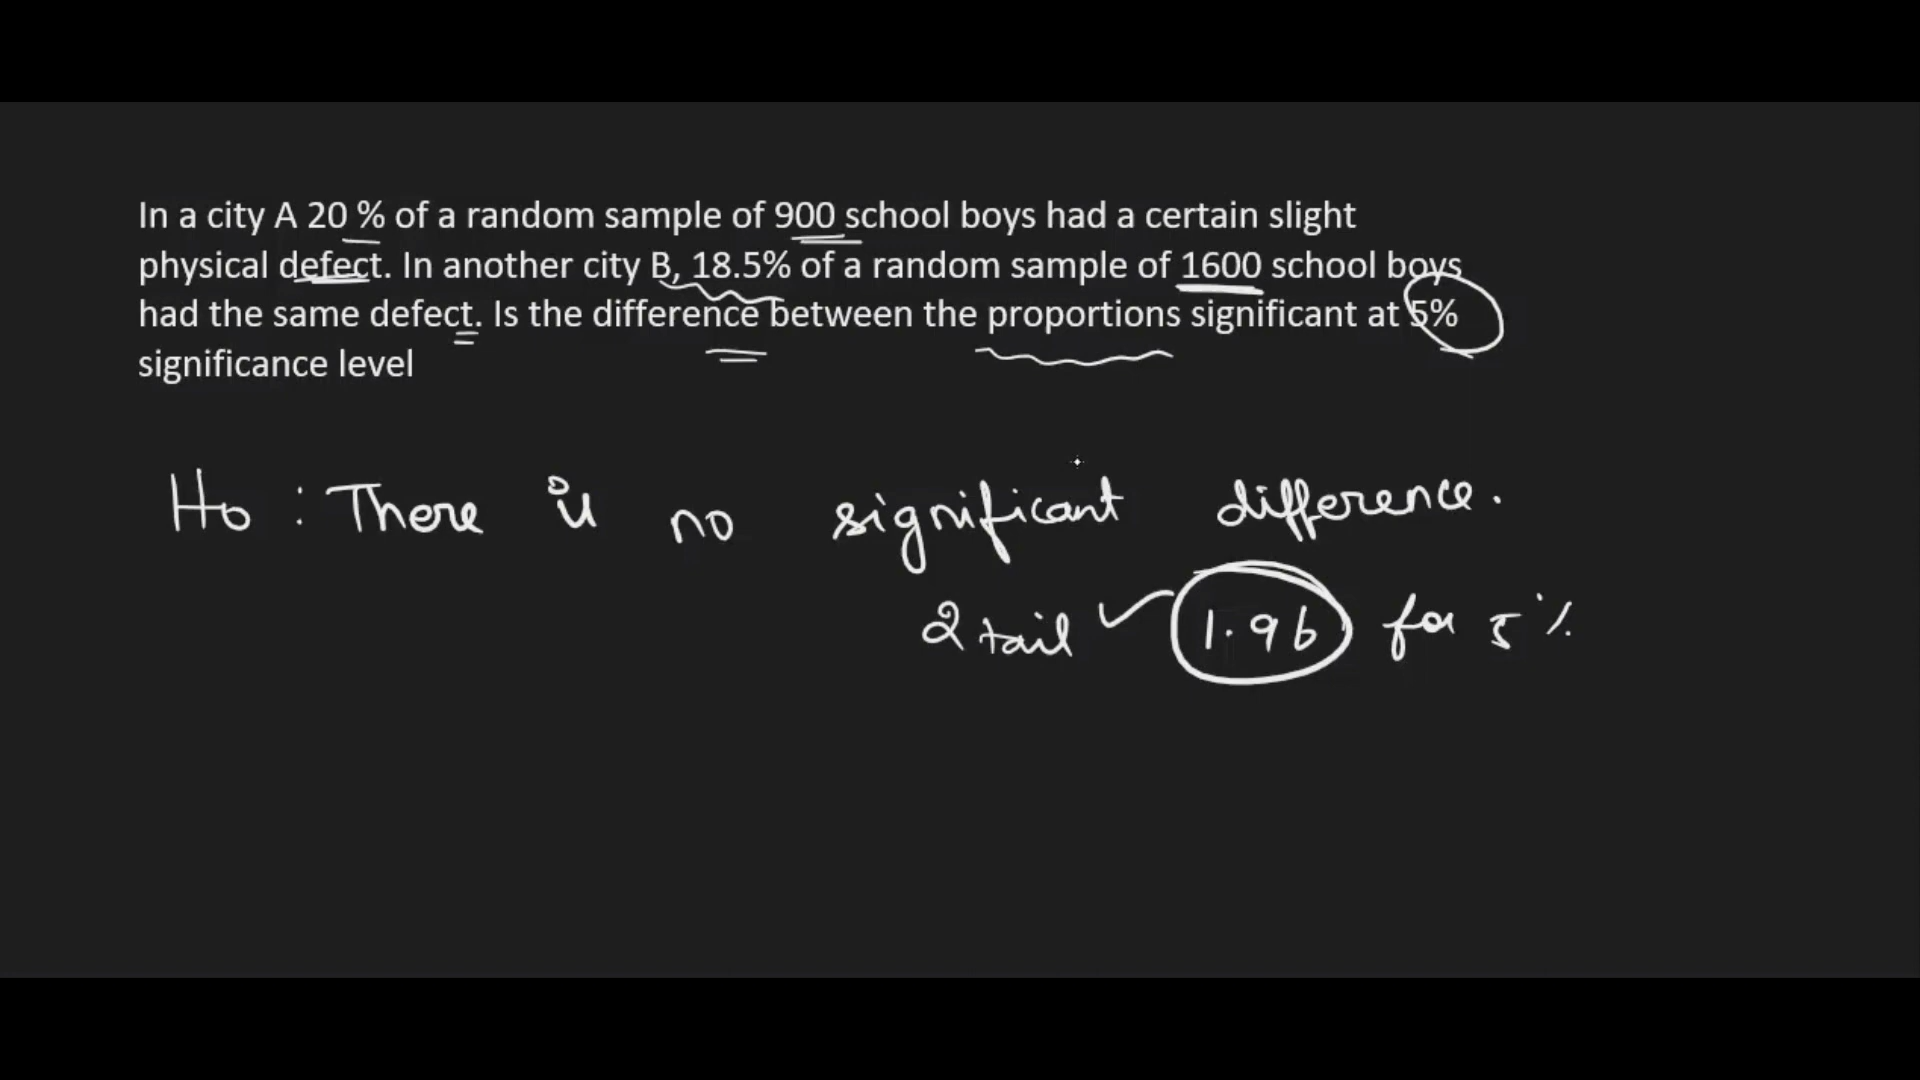 In a city A 20 % of a random sample of 900 school boys had a certain slight
physical defect. In another city B, 18.5% of a random sample of 1600 school boys
had the same defect. Is the difference between the proportions significant at 5%
significance level
Ho : There is no significant difference.
2 tail 1.96 for 5%